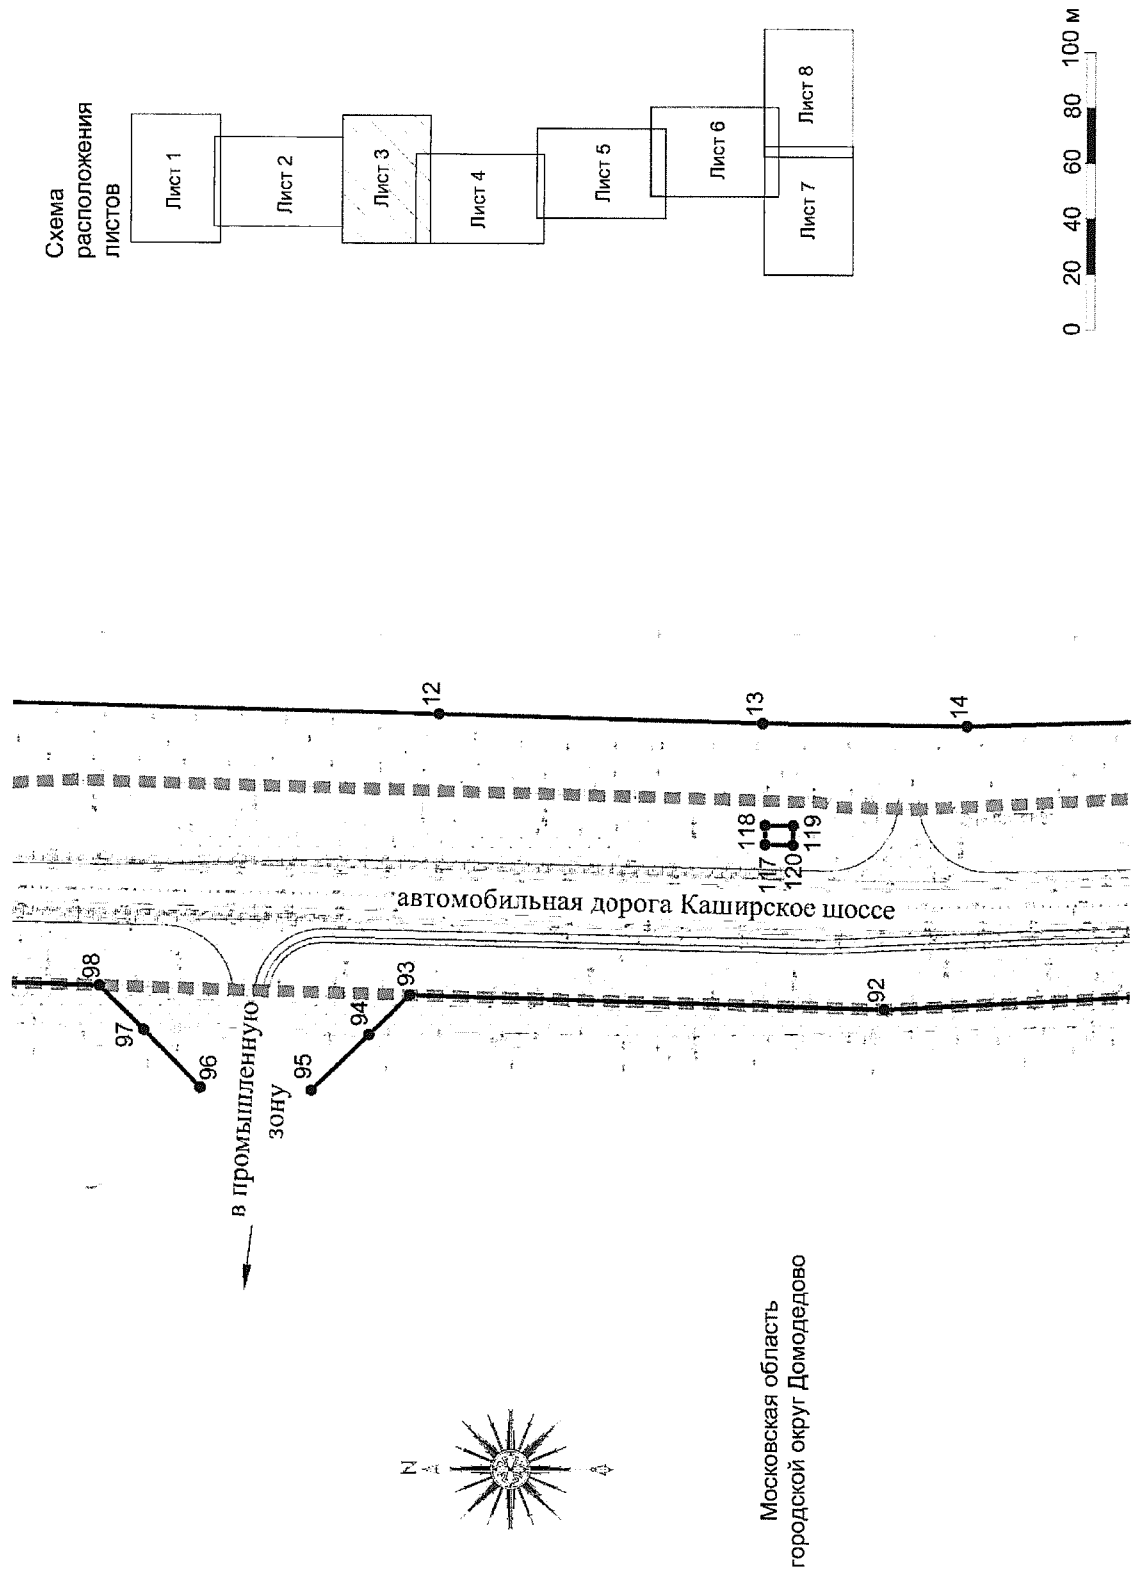 Схема
расположения
листов
Лист 1
Лист 2
Лист 3
Лист 4
Лист 5
Лист 6
Лист 7
Лист 8
0 20 40 60 80 100 м
12
13
14
118
117
119
120
автомобильная дорога Каширское шоссе
98
97
96
93
94
95
92
в промышленную
зону
N
Московская область
городской округ Домодедово